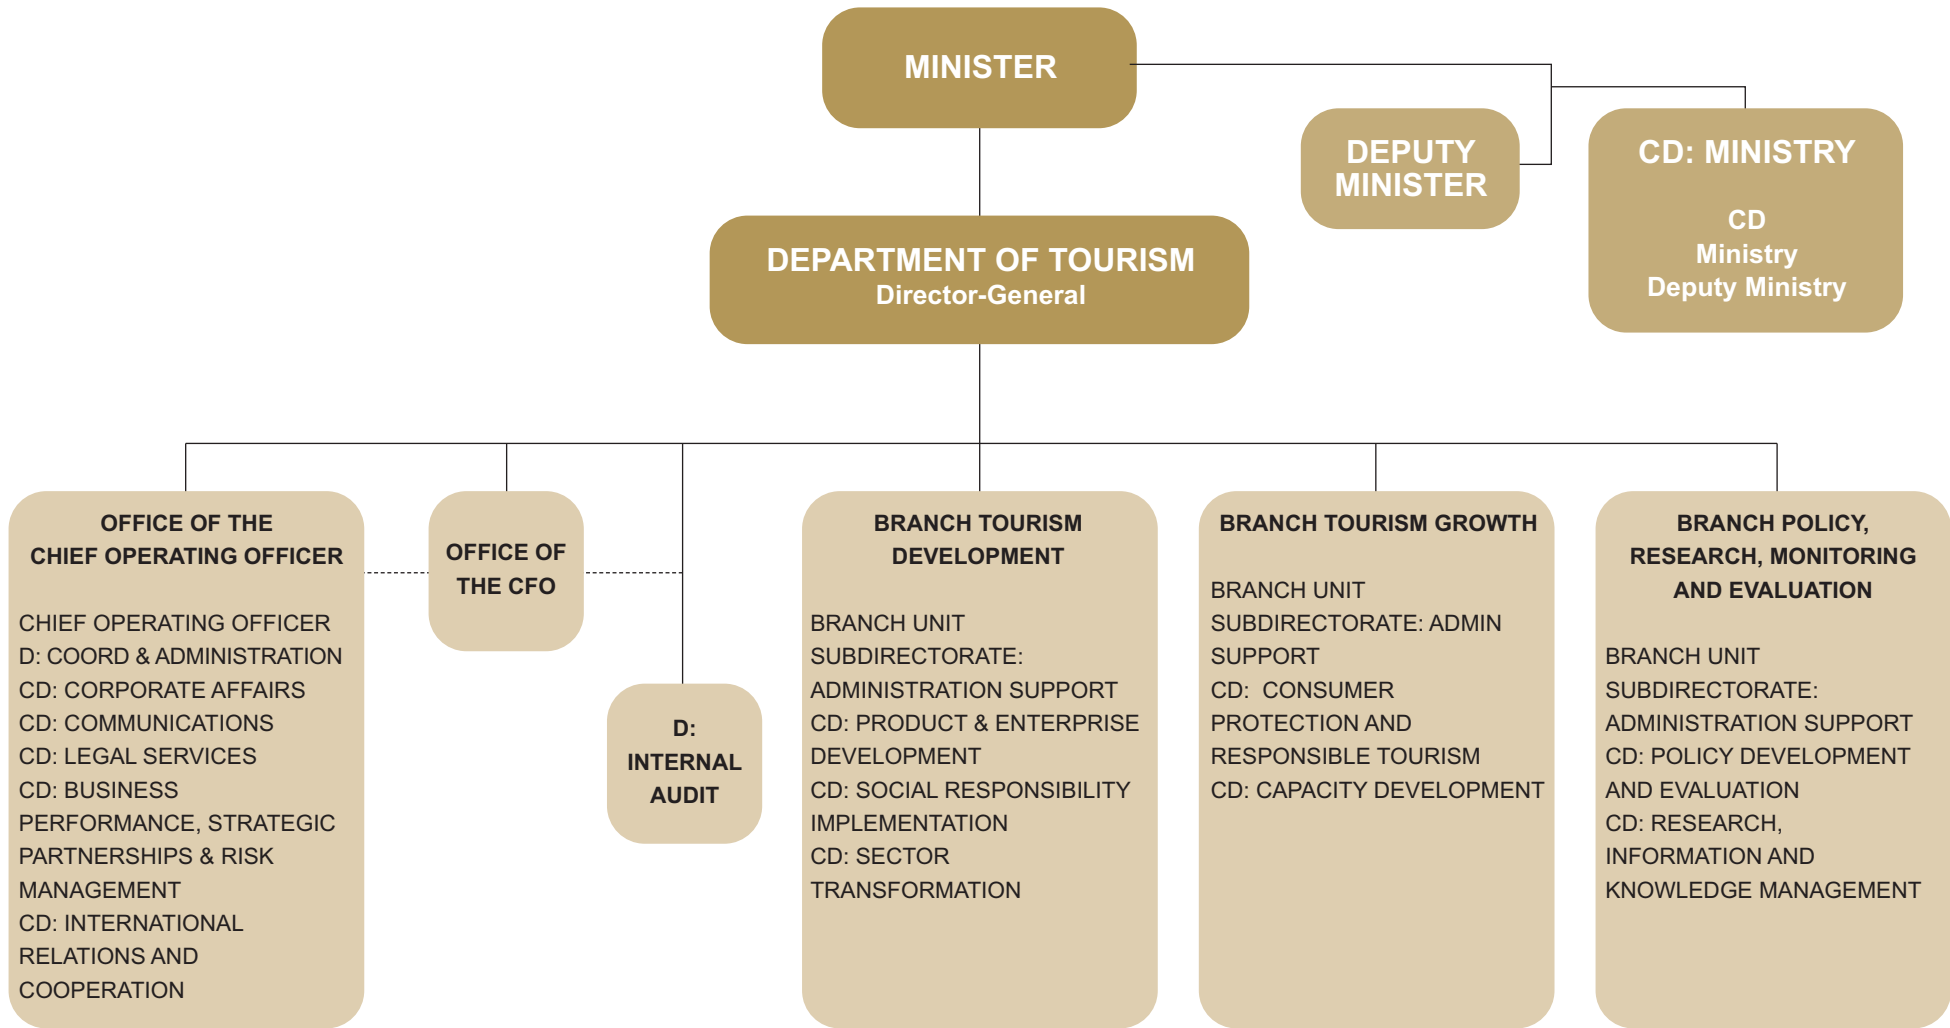 MINISTER
DEPUTY
MINISTER
CD: MINISTRY
CD
Ministry
Deputy Ministry
DEPARTMENT OF TOURISM
Director-General
OFFICE OF THE
CHIEF OPERATING OFFICER
CHIEF OPERATING OFFICER
D: COORD & ADMINISTRATION
CD: CORPORATE AFFAIRS
CD: COMMUNICATIONS
CD: LEGAL SERVICES
CD: BUSINESS
PERFORMANCE, STRATEGIC
PARTNERSHIPS & RISK
MANAGEMENT
CD: INTERNATIONAL
RELATIONS AND
COOPERATION
OFFICE OF
THE CFO
D:
INTERNAL
AUDIT
BRANCH TOURISM
DEVELOPMENT
BRANCH UNIT
SUBDIRECTORATE:
ADMINISTRATION SUPPORT
CD: PRODUCT & ENTERPRISE
DEVELOPMENT
CD: SOCIAL RESPONSIBILITY
IMPLEMENTATION
CD: SECTOR
TRANSFORMATION
BRANCH TOURISM GROWTH
BRANCH UNIT
SUBDIRECTORATE: ADMIN
SUPPORT
CD: CONSUMER
PROTECTION AND
RESPONSIBLE TOURISM
CD: CAPACITY DEVELOPMENT
BRANCH POLICY,
RESEARCH, MONITORING
AND EVALUATION
BRANCH UNIT
SUBDIRECTORATE:
ADMINISTRATION SUPPORT
CD: POLICY DEVELOPMENT
AND EVALUATION
CD: RESEARCH,
INFORMATION AND
KNOWLEDGE MANAGEMENT